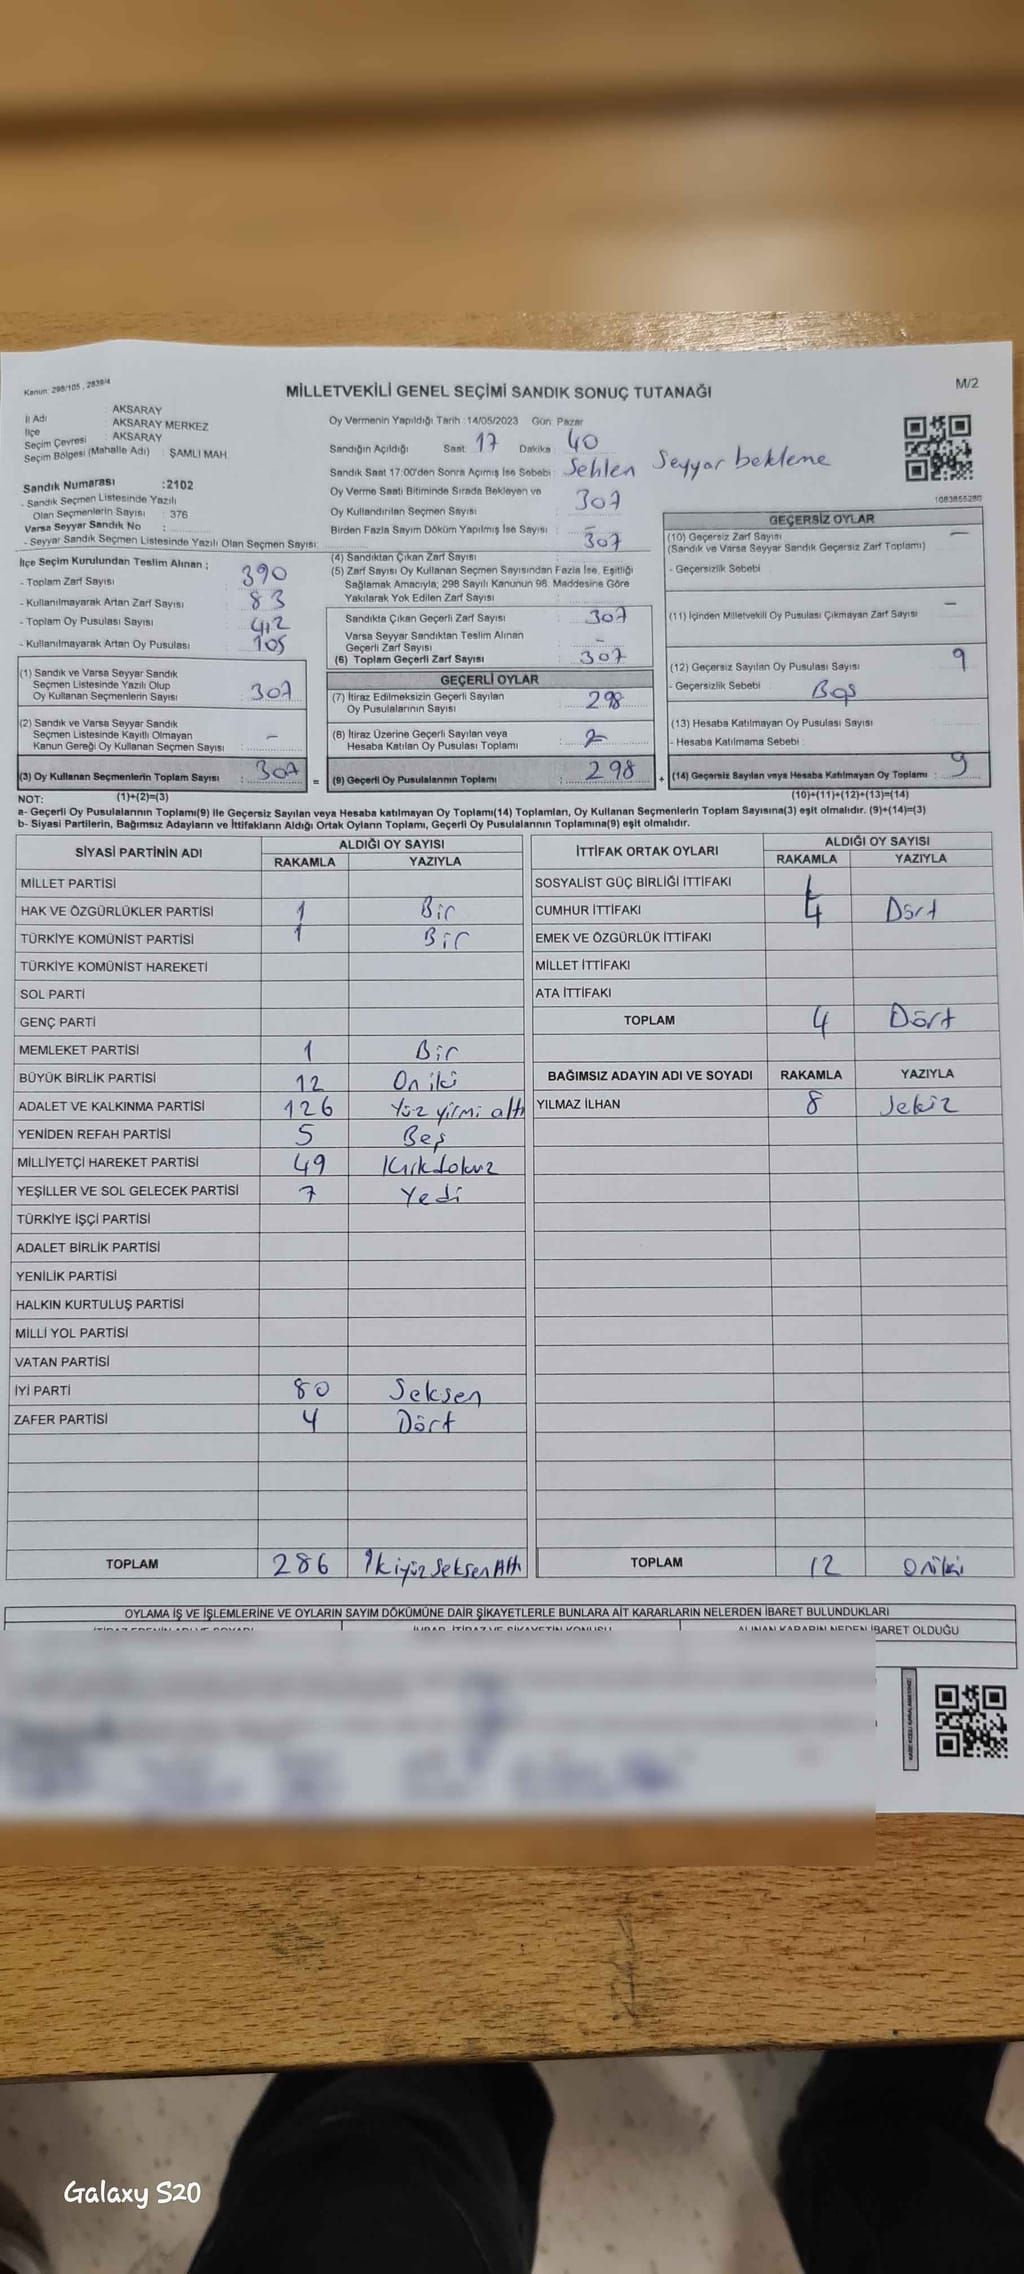 Kanun. 298/105 , 2839/4
MİLLETVEKİLİ GENEL SEÇİMİ SANDIK SONUÇ TUTANAĞI
M/2
İl Adı : AKSARAY
İlçe : AKSARAY MERKEZ
Seçim Çevresi : AKSARAY
Seçim Bölgesi (Mahalle Adı) : ŞAMLI MAH.
Sandık Numarası :2102
- Sandık Seçmen Listesinde Yazılı
Olan Seçmenlerin Sayısı : 376
Varsa Seyyar Sandık No :
- Seyyar Sandık Seçmen Listesinde Yazılı Olan Seçmen Sayısı:
Oy Vermenin Yapıldığı Tarih : 14/05/2023 Gün: Pazar
Sandığın Açıldığı Saat 17 Dakika 40
Sandık Saat 17:00'den Sonra Açımış İse Sebebi : Seyyar bekleme
Oy Verme Saati Bitiminde Sırada Bekleyen ve
Oy Kullandırılan Seçmen Sayısı : 307
Birden Fazla Sayım Döküm Yapılmış İse Sayısı :
1083855280
İlçe Seçim Kurulundan Teslim Alınan ;
- Toplam Zarf Sayısı : 390
- Kullanılmayarak Artan Zarf Sayısı : 83
- Toplam Oy Pusulası Sayısı : 412
- Kullanılmayarak Artan Oy Pusulası : 105
(1) Sandık ve Varsa Seyyar Sandık
Seçmen Listesinde Yazılı Olup
Oy Kullanan Seçmenlerin Sayısı : 307
(2) Sandık ve Varsa Seyyar Sandık
Seçmen Listesinde Kayıtlı Olmayan
Kanun Gereği Oy Kullanan Seçmen Sayısı : -
(3) Oy Kullanan Seçmenlerin Toplam Sayısı : 307
(4) Sandıktan Çıkan Zarf Sayısı : 307
(5) Zarf Sayısı Oy Kullanan Seçmen Sayısından Fazla İse, Eşitliği
Sağlamak Amacıyla; 298 Sayılı Kanunun 98. Maddesine Göre
Yakılarak Yok Edilen Zarf Sayısı :
Sandıkta Çıkan Geçerli Zarf Sayısı : 307
Varsa Seyyar Sandıktan Teslim Alınan
Geçerli Zarf Sayısı : -
(6) Toplam Geçerli Zarf Sayısı : 307
GEÇERLİ OYLAR
(7) İtiraz Edilmeksizin Geçerli Sayılan
Oy Pusulalarının Sayısı : 298
(8) İtiraz Üzerine Geçerli Sayılan veya
Hesaba Katılan Oy Pusulası Toplamı :
= (9) Geçerli Oy Pusulalarının Toplamı : 298
GEÇERSİZ OYLAR
(10) Geçersiz Zarf Sayısı : —
(Sandık ve Varsa Seyyar Sandık Geçersiz Zarf Toplamı)
- Geçersizlik Sebebi :
(11) İçinden Milletvekil Oy Pusulası Çıkmayan Zarf Sayısı : —
(12) Geçersiz Sayılan Oy Pusulası Sayısı : 9
- Geçersizlik Sebebi : Boş
(13) Hesaba Katılmayan Oy Pusulası Sayısı :
- Hesaba Katılmama Sebebi :
+ (14) Geçersiz Sayılan veya Hesaba Katılmayan Oy Toplamı : 9
NOT: (1)+(2)=(3)
(10)+(11)+(12)+(13)=(14)
a- Geçerli Oy Pusulalarının Toplamı(9) ile Geçersiz Sayılan veya Hesaba katılmayan Oy Toplamı(14) Toplamları, Oy Kullanan Seçmenlerin Toplam Sayısına(3) eşit olmalıdır. (9)+(14)=(3)
b- Siyasi Partilerin, Bağımsız Adayların ve İttifakların Aldığı Ortak Oyların Toplamı, Geçerli Oy Pusulalarının Toplamına(9) eşit olmalıdır.
SİYASİ PARTİNİN ADI ALDIĞI OY SAYISI
RAKAMLA YAZIYLA
MİLLET PARTİSİ
HAK VE ÖZGÜRLÜKLER PARTİSİ 1 Bir
TÜRKİYE KOMÜNİST PARTİSİ 1 Bir
TÜRKİYE KOMÜNİST HAREKETİ
SOL PARTİ
GENÇ PARTİ
MEMLEKET PARTİSİ 1 Bir
BÜYÜK BİRLİK PARTİSİ 12 On iki
ADALET VE KALKINMA PARTİSİ 126 Yüz yirmi altı
YENİDEN REFAH PARTİSİ 5 Beş
MİLLİYETÇİ HAREKET PARTİSİ 49 Kırkdokuz
YEŞİLLER VE SOL GELECEK PARTİSİ 7 Yedi
TÜRKİYE İŞÇİ PARTİSİ
ADALET BİRLİK PARTİSİ
YENİLİK PARTİSİ
HALKIN KURTULUŞ PARTİSİ
MİLLİ YOL PARTİSİ
VATAN PARTİSİ
İYİ PARTİ 80 Seksen
ZAFER PARTİSİ 4 Dört
TOPLAM 286 İkiyüz Seksen Altı
İTTİFAK ORTAK OYLARI ALDIĞI OY SAYISI
RAKAMLA YAZIYLA
SOSYALİST GÜÇ BİRLİĞİ İTTİFAKI
CUMHUR İTTİFAKI 4 Dört
EMEK VE ÖZGÜRLÜK İTTİFAKI
MİLLET İTTİFAKI
ATA İTTİFAKI
TOPLAM 4 Dört
BAĞIMSIZ ADAYIN ADI VE SOYADI RAKAMLA YAZIYLA
YILMAZ İLHAN 8 Sekiz
TOPLAM 12 Oniki
OYLAMA İŞ VE İŞLEMLERİNE VE OYLARIN SAYIM DÖKÜMÜNE DAİR ŞİKAYETLERLE BUNLARA AİT KARARLARIN NELERDEN İBARET BULUNDUKLARI
ALINAN KARARIN NEDEN İBARET OLDUĞU
Galaxy S20